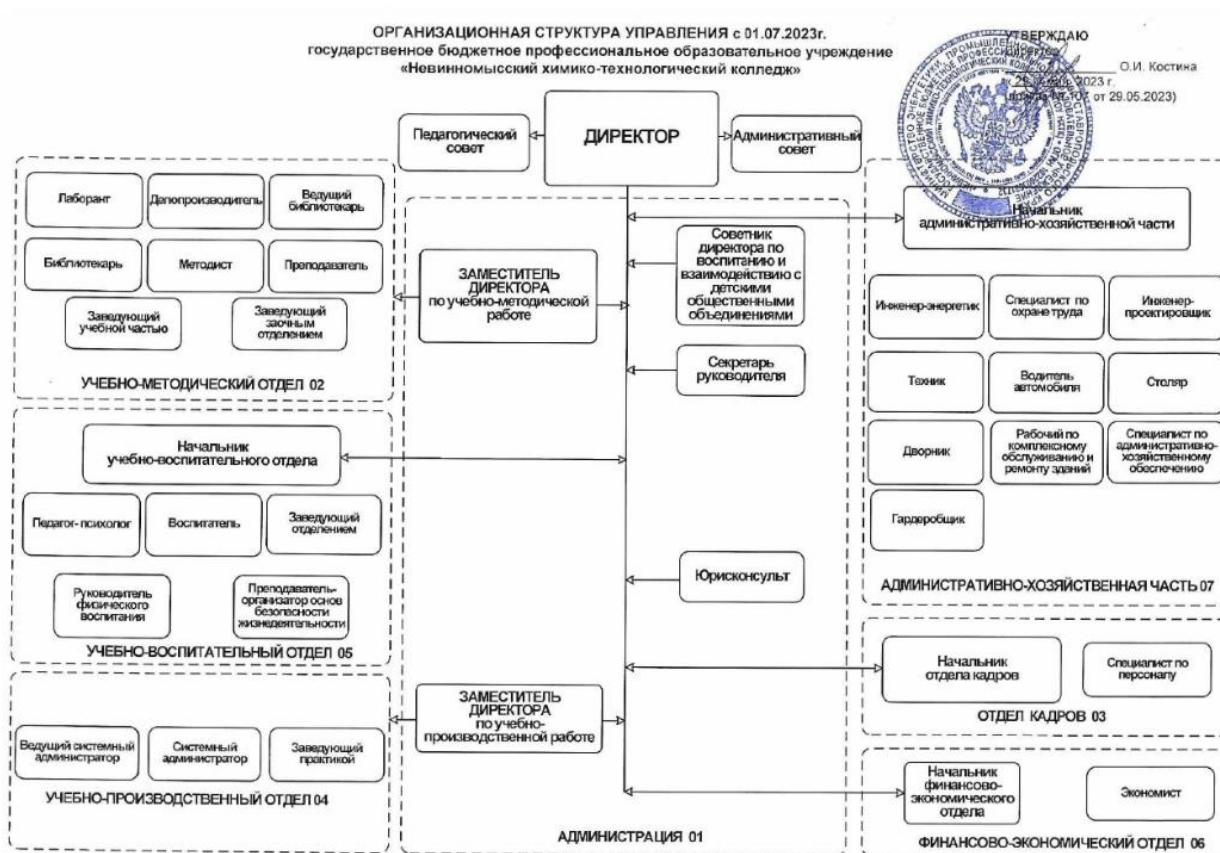 ОРГАНИЗАЦИОННАЯ СТРУКТУРА УПРАВЛЕНИЯ с 01.07.2023г.
государственное бюджетное профессиональное образовательное учреждение
«Невинномысский химико-технологический колледж»
УТВЕРЖДАЮ
О.И. Костина
2023 г.
от 29.05.2023)
Педагогический
совет
ДИРЕКТОР
Административный
совет
Лаборант
Делопроизводитель
Ведущий
библиотекарь
Библиотекарь
Методист
Преподаватель
Заведующий
учебной частью
Заведующий
заочным
отделением
УЧЕБНО-МЕТОДИЧЕСКИЙ ОТДЕЛ 02
ЗАМЕСТИТЕЛЬ
ДИРЕКТОРА
по учебно-методической
работе
Советник
директора по
воспитанию и
взаимодействию с
детскими
общественными
объединениями
Секретарь
руководителя
Начальник
административно-хозяйственной части
Инженер-энергетик
Специалист по
охране труда
Инженер-
проектировщик
Техник
Водитель
автомобиля
Столяр
Дворник
Рабочий по
комплексному
обслуживанию и
ремонту зданий
Специалист по
административно-
хозяйственному
обеспечению
Гардеробщик
АДМИНИСТРАТИВНО-ХОЗЯЙСТВЕННАЯ ЧАСТЬ 07
Начальник
учебно-воспитательного отдела
Педагог- психолог
Воспитатель
Заведующий
отделением
Руководитель
физического
воспитания
Преподаватель-
организатор основ
безопасности
жизнедеятельности
УЧЕБНО-ВОСПИТАТЕЛЬНЫЙ ОТДЕЛ 05
Юрисконсульт
Начальник
отдела кадров
Специалист по
персоналу
ОТДЕЛ КАДРОВ 03
ЗАМЕСТИТЕЛЬ
ДИРЕКТОРА
по учебно-
производственной работе
Ведущий системный
администратор
Системный
администратор
Заведующий
практикой
УЧЕБНО-ПРОИЗВОДСТВЕННЫЙ ОТДЕЛ 04
АДМИНИСТРАЦИЯ 01
Начальник
финансово-
экономического
отдела
Экономист
ФИНАНСОВО-ЭКОНОМИЧЕСКИЙ ОТДЕЛ 06